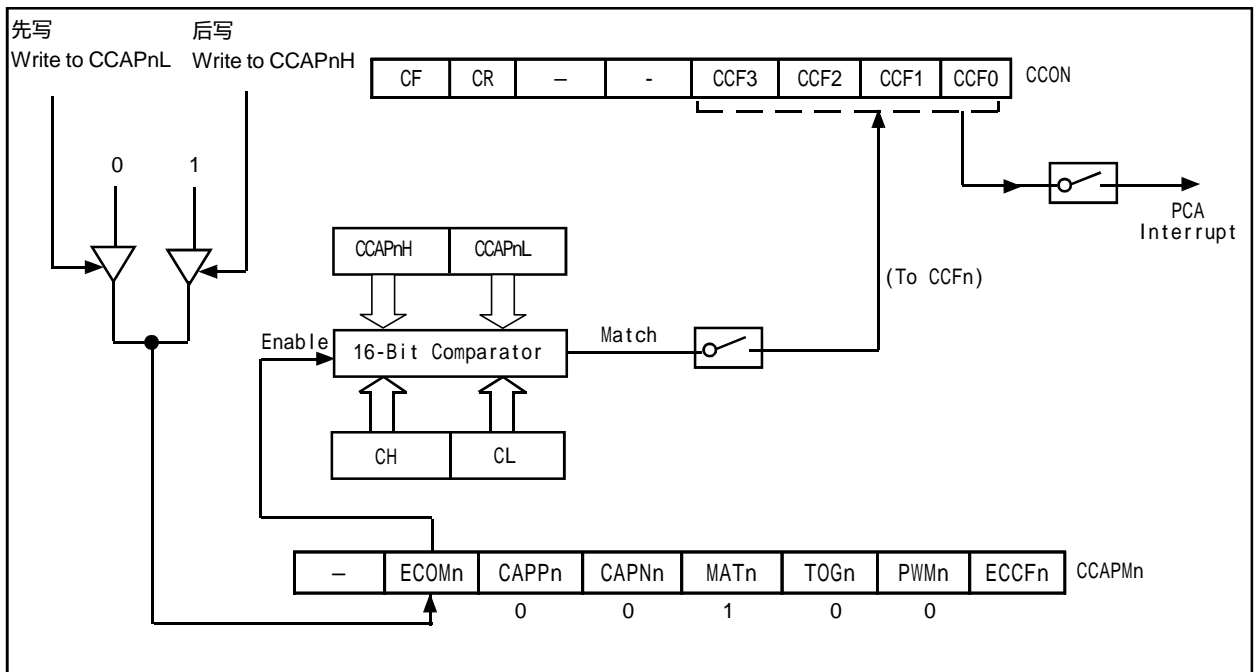 先写 后写
Write to CCAPnL Write to CCAPnH
CF CR – - CCF3 CCF2 CCF1 CCF0 CCON
0 1
PCA
Interrupt
CCAPnH CCAPnL
(To CCFn)
Enable 16-Bit Comparator Match
CH CL
– ECOMn CAPPn CAPNn MATn TOGn PWMn ECCFn CCAPMn
0 0 1 0 0